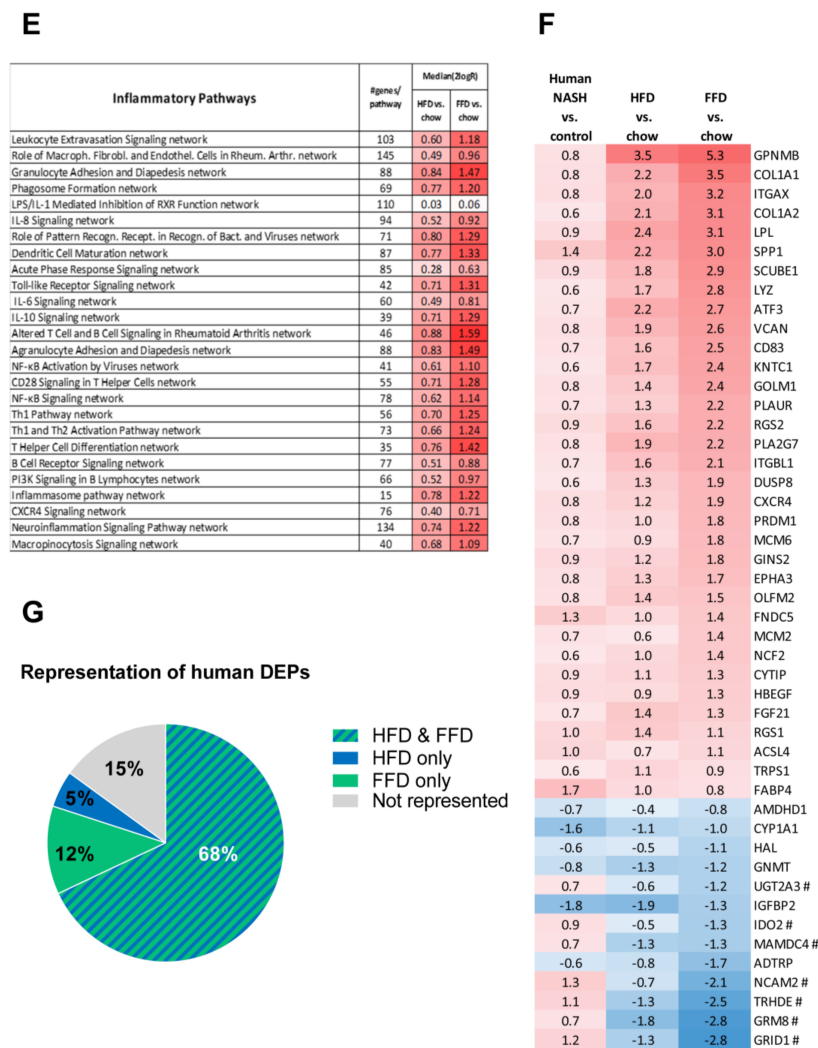 E
Inflammatory Pathways #genes/ pathway Median(2logR)
HFD vs. chow FFD vs. chow
Leukocyte Extravasation Signaling network 103 0.60 1.18
Role of Macroph. Fibrobl. and Endothel. Cells in Rheum. Arthr. network 145 0.49 0.96
Granulocyte Adhesion and Diapedesis network 88 0.84 1.47
Phagosome Formation network 69 0.77 1.20
LPS/IL-1 Mediated Inhibition of RXR Function network 110 0.03 0.06
IL-8 Signaling network 94 0.52 0.92
Role of Pattern Recogn. Recept. in Recogn. of Bact. and Viruses network 71 0.80 1.29
Dendritic Cell Maturation network 87 0.77 1.33
Acute Phase Response Signaling network 85 0.28 0.63
Toll-like Receptor Signaling network 42 0.71 1.31
IL-6 Signaling network 60 0.49 0.81
IL-10 Signaling network 39 0.71 1.29
Altered T Cell and B Cell Signaling in Rheumatoid Arthritis network 46 0.88 1.59
Agranulocyte Adhesion and Diapedesis network 88 0.83 1.49
NF-κB Activation by Viruses network 41 0.61 1.10
CD28 Signaling in T Helper Cells network 55 0.71 1.28
NF-κB Signaling network 78 0.62 1.14
Th1 Pathway network 56 0.70 1.25
Th1 and Th2 Activation Pathway network 73 0.66 1.24
T Helper Cell Differentiation network 35 0.76 1.42
B Cell Receptor Signaling network 77 0.51 0.88
PI3K Signaling in B Lymphocytes network 66 0.52 0.97
Inflammasome pathway network 15 0.78 1.22
CXCR4 Signaling network 76 0.40 0.71
Neuroinflammation Signaling Pathway network 134 0.74 1.22
Macropinocytosis Signaling network 40 0.68 1.09
F
Human NASH vs. control HFD vs. chow FFD vs. chow
0.8 3.5 5.3 GPNMB
0.8 2.2 3.5 COL1A1
0.8 2.0 3.2 ITGAX
0.6 2.1 3.1 COL1A2
0.9 2.4 3.1 LPL
1.4 2.2 3.0 SPP1
0.9 1.8 2.9 SCUBE1
0.6 1.7 2.8 LYZ
0.7 2.2 2.7 ATF3
0.8 1.9 2.6 VCAN
0.7 1.6 2.5 CD83
0.6 1.7 2.4 KNTC1
0.8 1.4 2.4 GOLM1
0.7 1.3 2.2 PLAUR
0.9 1.6 2.2 RGS2
0.8 1.9 2.2 PLA2G7
0.7 1.6 2.1 ITGBL1
0.6 1.3 1.9 DUSP8
0.8 1.2 1.9 CXCR4
0.8 1.0 1.8 PRDM1
0.7 0.9 1.8 MCM6
0.9 1.2 1.8 GINS2
0.8 1.3 1.7 EPHA3
0.8 1.4 1.5 OLFM2
1.3 1.0 1.4 FNDC5
0.7 0.6 1.4 MCM2
0.6 1.0 1.4 NCF2
0.9 1.1 1.3 CYTIP
0.9 0.9 1.3 HBEGF
0.7 1.4 1.3 FGF21
1.0 1.4 1.1 RGS1
1.0 0.7 1.1 ACSL4
0.6 1.1 0.9 TRPS1
1.7 1.0 0.8 FABP4
-0.7 -0.4 -0.8 AMDHD1
-1.6 -1.1 -1.0 CYP1A1
-0.6 -0.5 -1.1 HAL
-0.8 -1.3 -1.2 GNMT
0.7 -0.6 -1.2 UGT2A3 #
-1.8 -1.9 -1.3 IGFBP2
0.9 -0.5 -1.3 IDO2 #
0.7 -1.3 -1.3 MAMDC4 #
-0.6 -0.8 -1.7 ADTRP
1.3 -0.7 -2.1 NCAM2 #
1.1 -1.3 -2.5 TRHDE #
0.7 -1.8 -2.8 GRM8 #
1.2 -1.3 -2.8 GRID1 #
G
Representation of human DEPs
15%
5%
12%
68%
HFD & FFD
HFD only
FFD only
Not represented